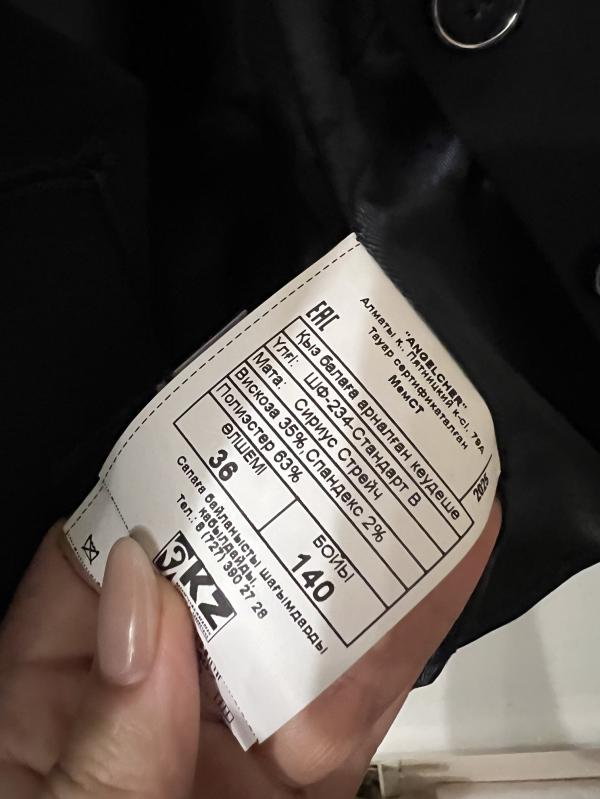 "ANGELCHER"
Алматы қ., Пятницкий к-сі, 79А
Тауар сертификатталған
МемСТ
EAC
2025
Қыз балаға арналған кеудеше
Үлгі: ШФ-234-Стандарт В
Мата: Сириус Стрейч
Вискоза 35%, Спандекс 2%
Полиэстер 63%
ӨЛШЕМІ
БОЙЫ
36
140
Сапаға байланысты шағымдарды
қабылдайды.
Тел.: 8 (727) 390 27 28
KZ